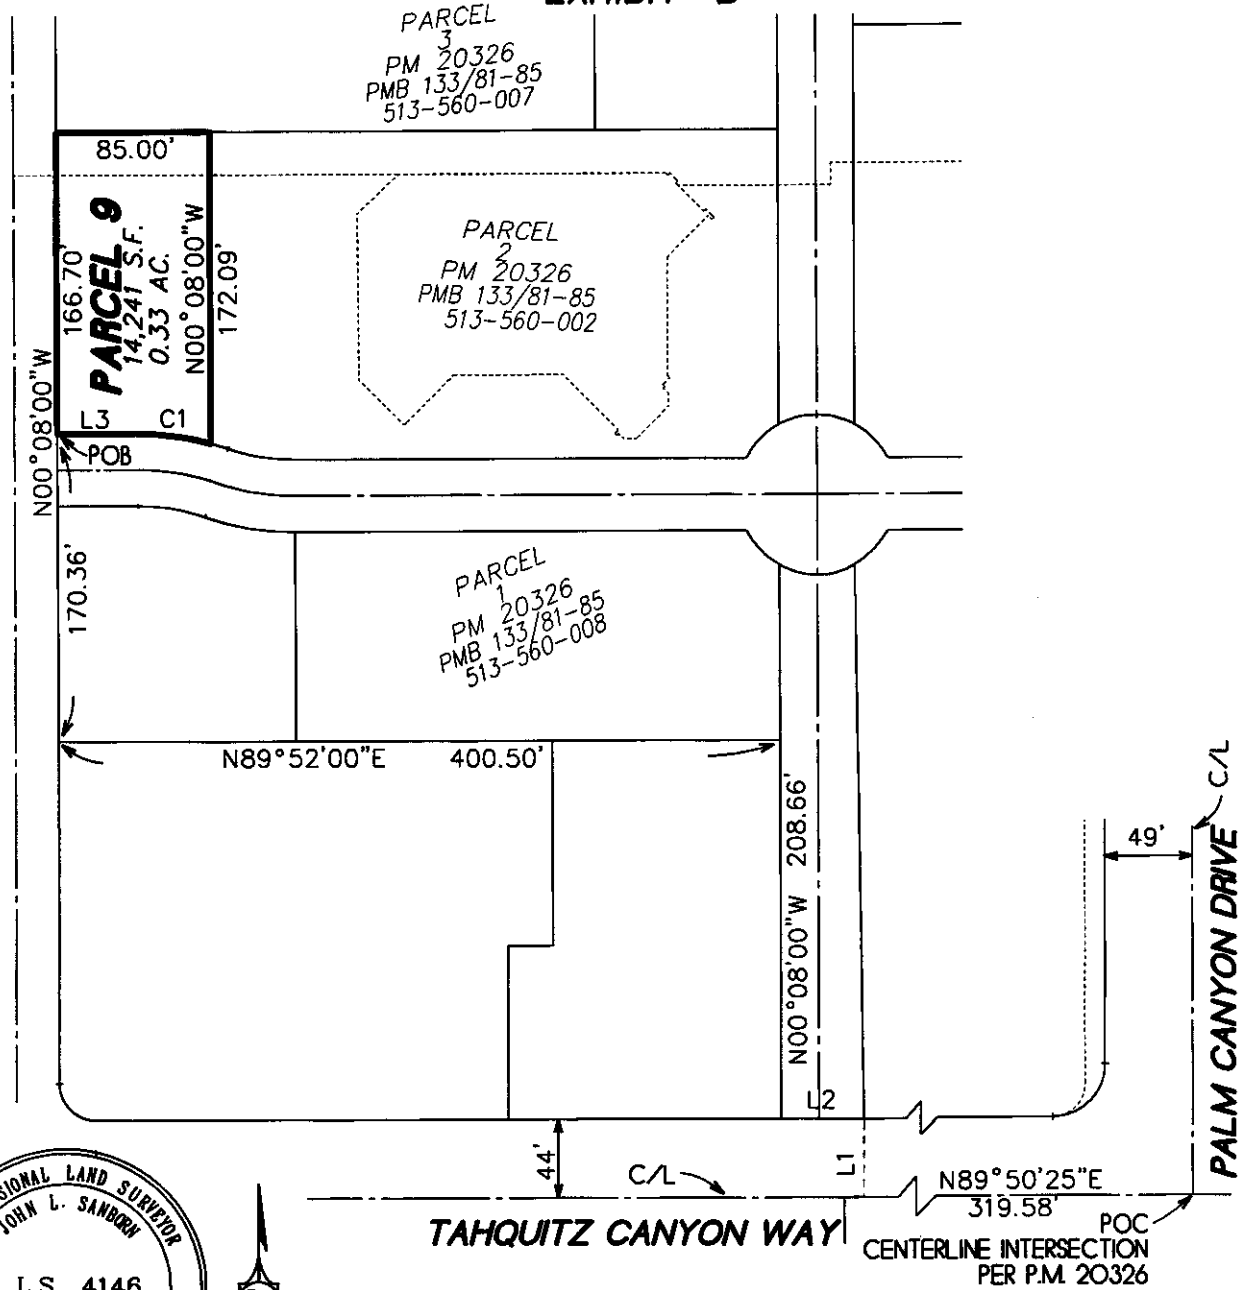 PARCEL
3
PM 20326
PMB 133/81-85
513-560-007
85.00'
PARCEL 9
14,241 S.F.
0.33 AC.
166.70'
N00°08'00"W
172.09'
L3
C1
N00°08'00"W
POB
PARCEL
2
PM 20326
PMB 133/81-85
513-560-002
170.36'
PARCEL
1
PM 20326
PMB 133/81-85
513-560-008
N89°52'00"E
400.50'
N00°08'00"W 208.66'
49'
C/L
PALM CANYON DRIVE
L2
L1
44'
C/L
N89°50'25"E
319.58'
TAHQUITZ CANYON WAY
POC
CENTERLINE INTERSECTION
PER P.M. 20326
SIONAL LAND SURVEYOR
JOHN L. SANBORN
L.S. 4146